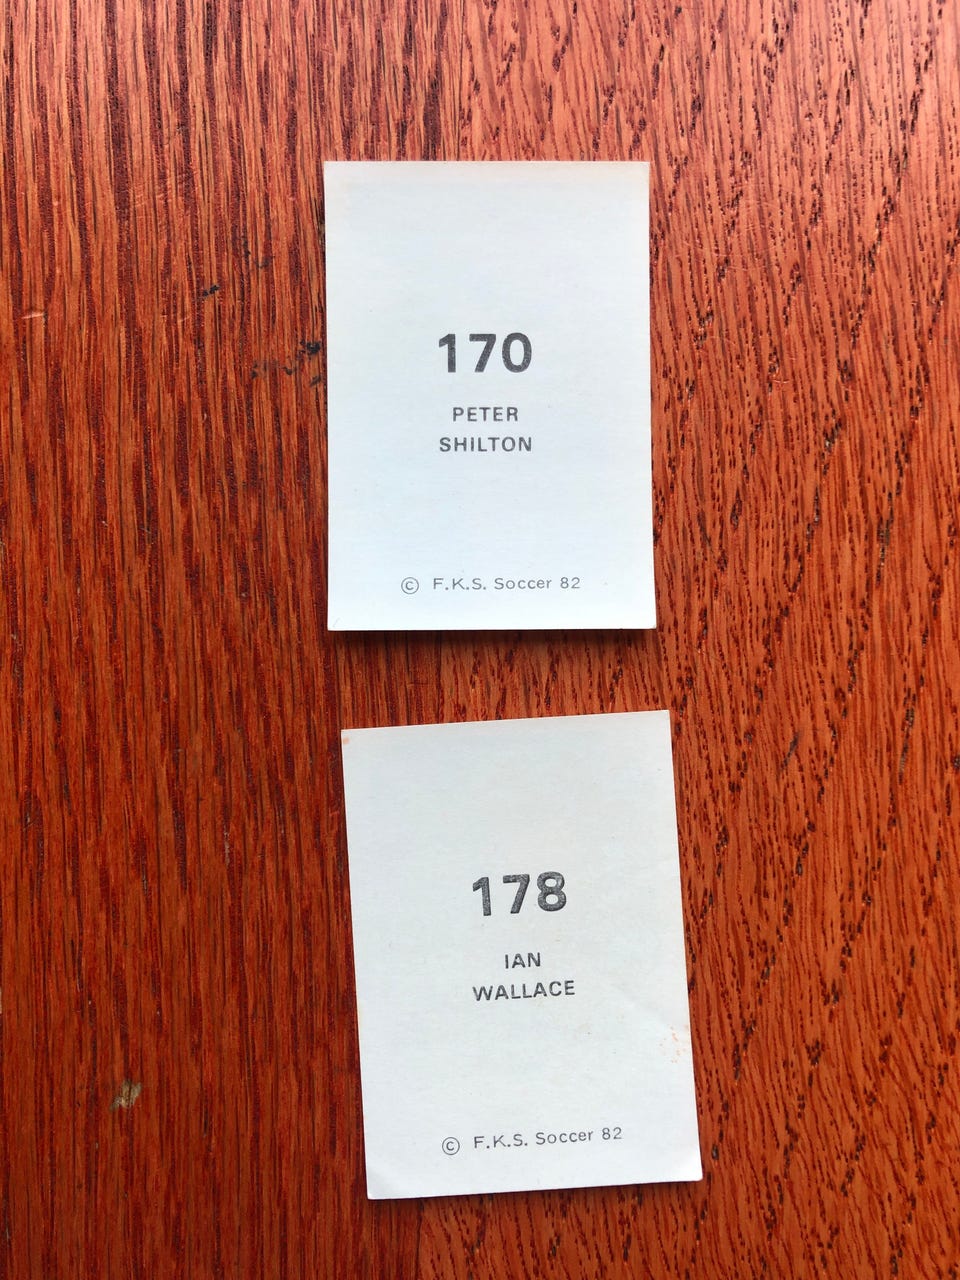 170
PETER
SHILTON
© F.K.S. Soccer 82
178
IAN
WALLACE
© F.K.S. Soccer 82